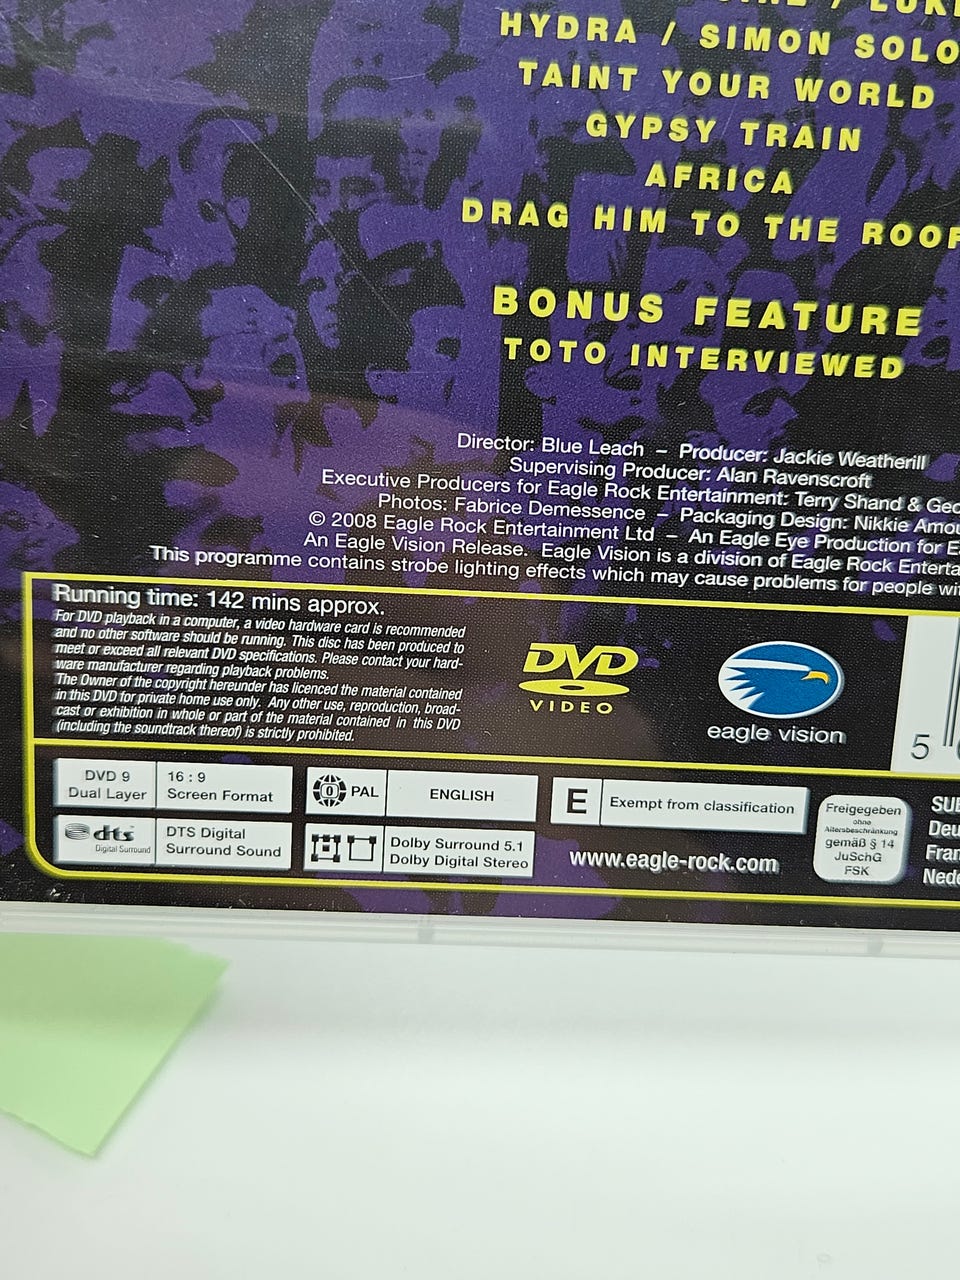 / LUK
HYDRA / SIMON SOLO
TAINT YOUR WORLD
GYPSY TRAIN
AFRICA
DRAG HIM TO THE ROOF
BONUS FEATURE
TOTO INTERVIEWED
Director: Blue Leach – Producer: Jackie Weatherill
Supervising Producer: Alan Ravenscroft
Executive Producers for Eagle Rock Entertainment: Terry Shand & Geo
Photos: Fabrice Demessence – Packaging Design: Nikkie Amou
© 2008 Eagle Rock Entertainment Ltd – An Eagle Eye Production for E
An Eagle Vision Release. Eagle Vision is a division of Eagle Rock Enterta
This programme contains strobe lighting effects which may cause problems for people wi
Running time: 142 mins approx.
For DVD playback in a computer, a video hardware card is recommended
and no other software should be running. This disc has been produced to
meet or exceed all relevant DVD specifications. Please contact your hard-
ware manufacturer regarding playback problems.
The Owner of the copyright hereunder has licenced the material contained
in this DVD for private home use only. Any other use, reproduction, broad-
cast or exhibition in whole or part of the material contained in this DVD
(including the soundtrack thereof) is strictly prohibited.
DVD
VIDEO
eagle vision
5
DVD 9
Dual Layer
16 : 9
Screen Format
0 PAL
ENGLISH
E Exempt from classification
dts
Digital Surround
DTS Digital
Surround Sound
Dolby Surround 5.1
Dolby Digital Stereo
www.eagle-rock.com
Freigegeben
ohne
Altersbeschränkung
gemäß § 14
JuSchG
FSK
SUB
Deu
Fran
Nede